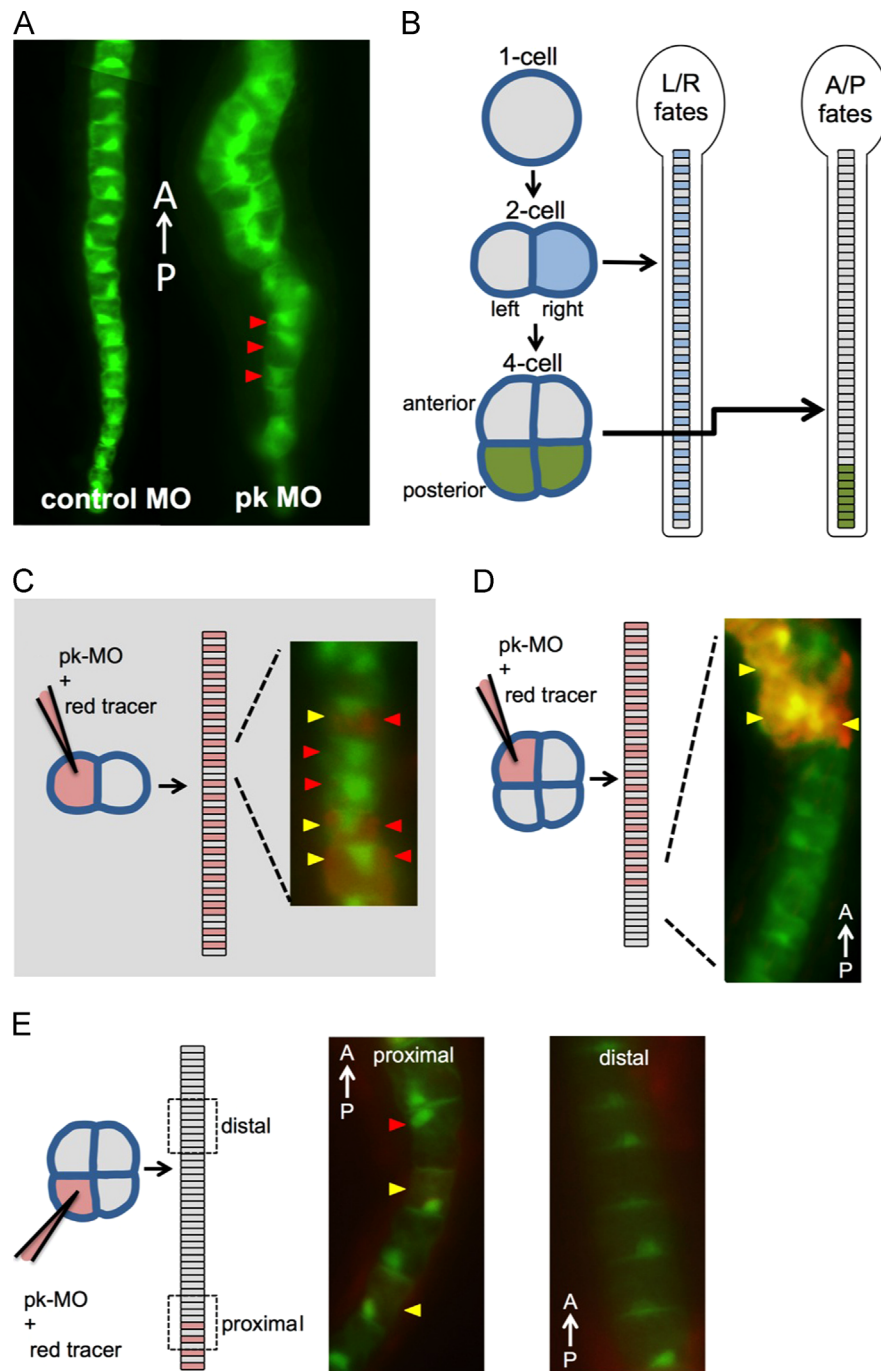 A
A
P
control MO
pk MO
B
1-cell
2-cell
left
right
4-cell
anterior
posterior
L/R
fates
A/P
fates
C
pk-MO
+
red tracer
D
pk-MO
+
red tracer
A
P
E
distal
proximal
pk-MO
+
red tracer
A
P
proximal
distal
A
P